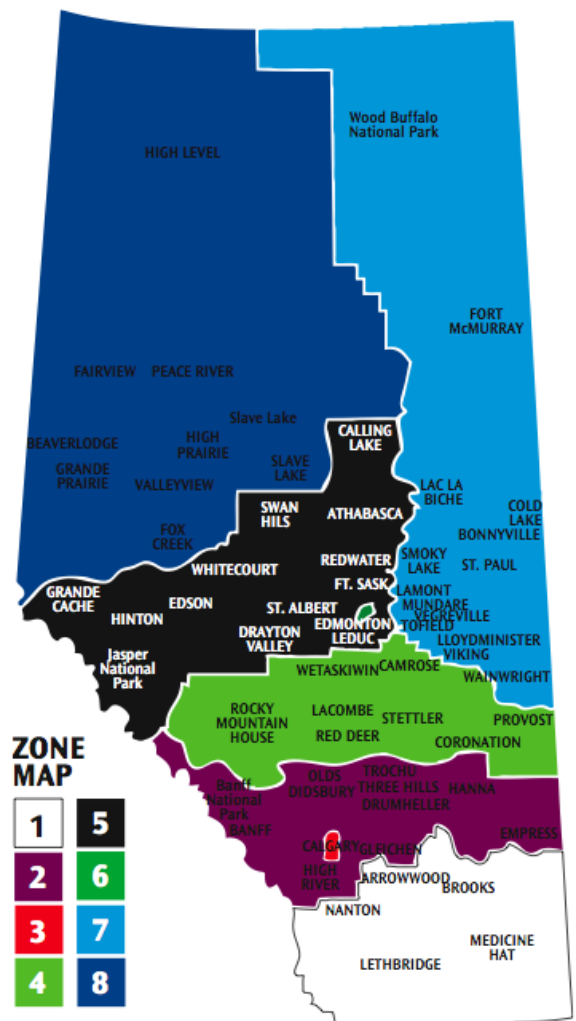 Wood Buffalo
National Park
HIGH LEVEL
FORT
McMURRAY
FAIRVIEW
PEACE RIVER
Slave Lake
BEAVERLODGE
HIGH
PRAIRIE
GRANDE
PRAIRIE
SLAVE
LAKE
VALLEYVIEW
FOX
CREEK
CALLING
LAKE
SWAN
HILS
ATHABASCA
LAC LA
BICHE
COLD
LAKE
BONNYVILLE
WHITECOURT
REDWATER
SMOKY
LAKE
ST. PAUL
FT. SASK
GRANDE
CACHE
HINTON
EDSON
ST. ALBERT
LAMONT
MUNDARE
VEGREVILLE
TOFIELD
EDMONTON
LEDUC
DRAYTON
VALLEY
LLOYDMINISTER
VIKING
Jasper
National
Park
WETASKIWIN
CAMROSE
WAINWRIGHT
ROCKY
MOUNTAIN
HOUSE
LACOMBE
STETTLER
PROVOST
RED DEER
CORONATION
ZONE
MAP
OLDS
DIDSBURY
TROCHU
THREE HILLS
HANNA
DRUMHELLER
Banff
National
Park
BANFF
CALGARY
GLEICHEN
EMPRESS
HIGH
RIVER
ARROWWOOD
BROOKS
NANTON
MEDICINE
HAT
LETHBRIDGE
1 5
2 6
3 7
4 8